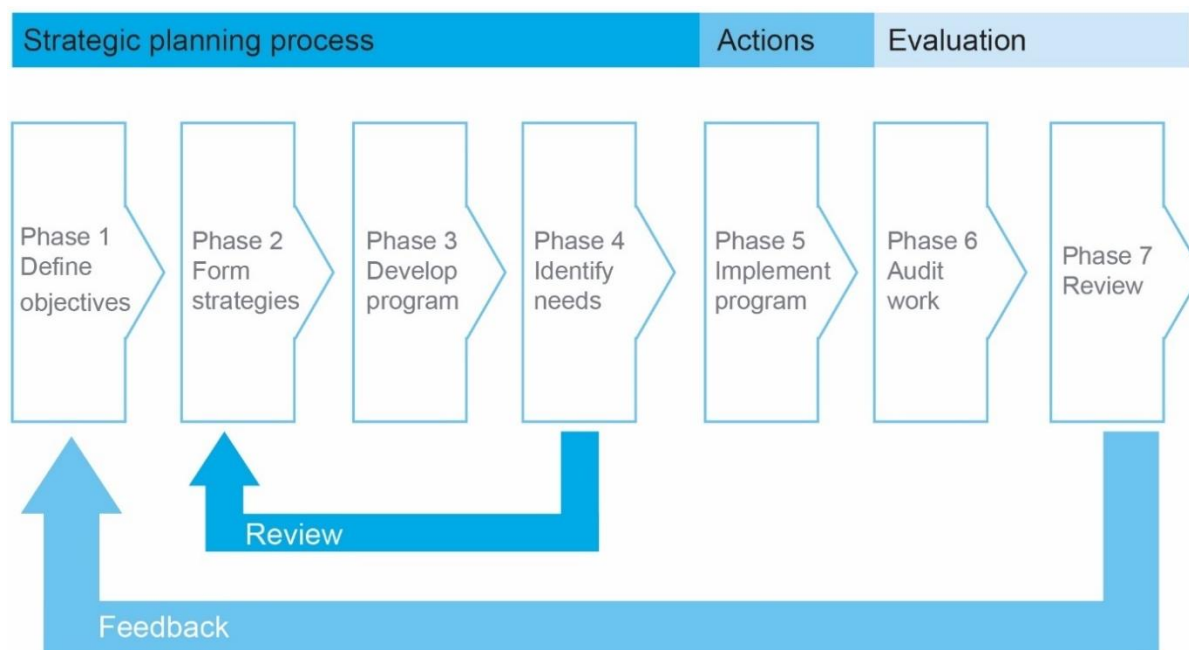 Strategic planning process
Actions
Evaluation
Phase 1
Define
objectives
Phase 2
Form
strategies
Phase 3
Develop
program
Phase 4
Identify
needs
Phase 5
Implement
program
Phase 6
Audit
work
Phase 7
Review
Review
Feedback